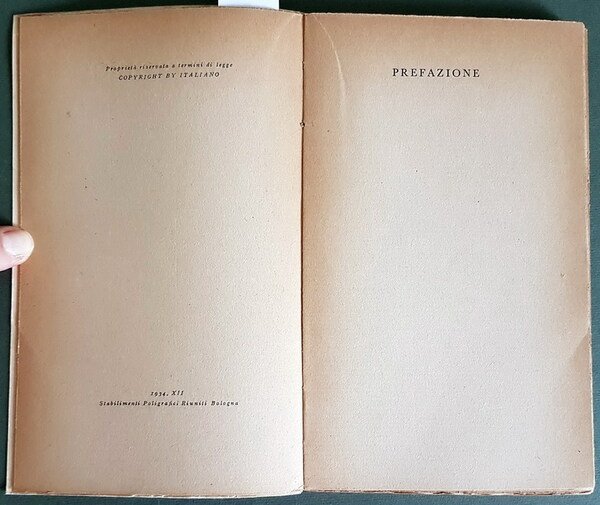 Proprietà riservata a termini di legge
COPYRIGHT BY ITALIANO
1934, XII
Stabilimenti Poligrafici Riuniti Bologna
PREFAZIONE